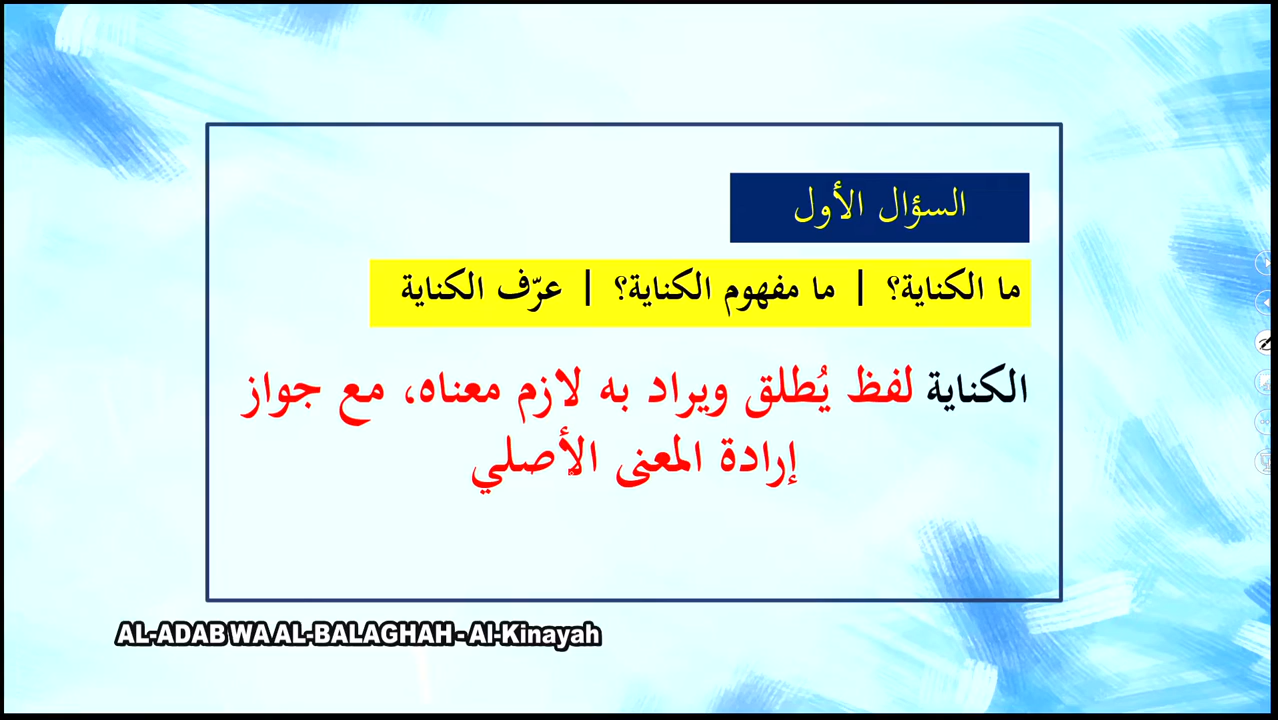 السؤال الأول
ما الكناية؟ | ما مفهوم الكناية؟ | عرّف الكناية
الكناية لفظ يُطلق ويراد به لازم معناه، مع جواز
إرادة المعنى الأصلي
AL-ADAB WA AL-BALAGHAH - Al-Kinayah